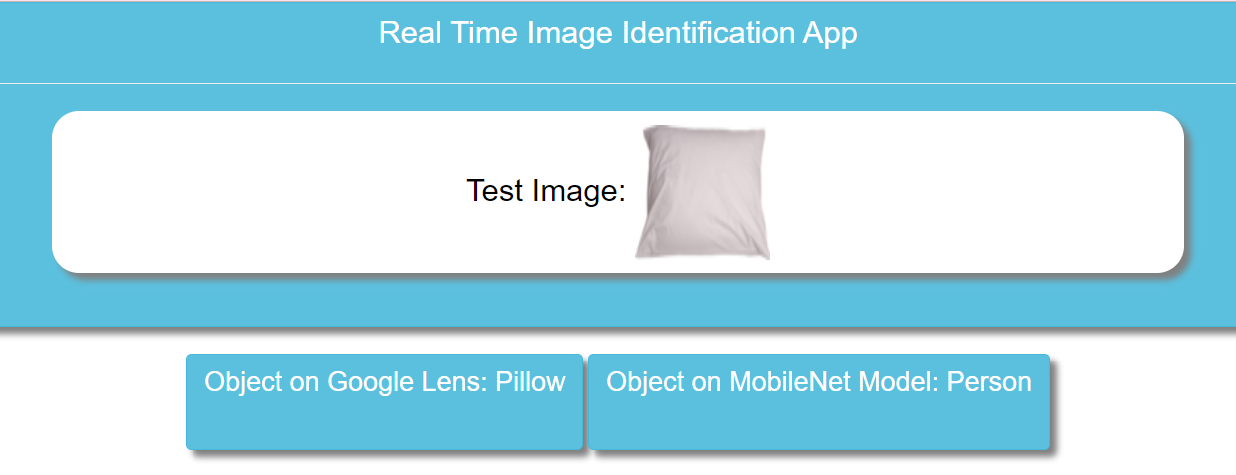 Real Time Image Identification App
Test Image:
Object on Google Lens: Pillow
Object on MobileNet Model: Person